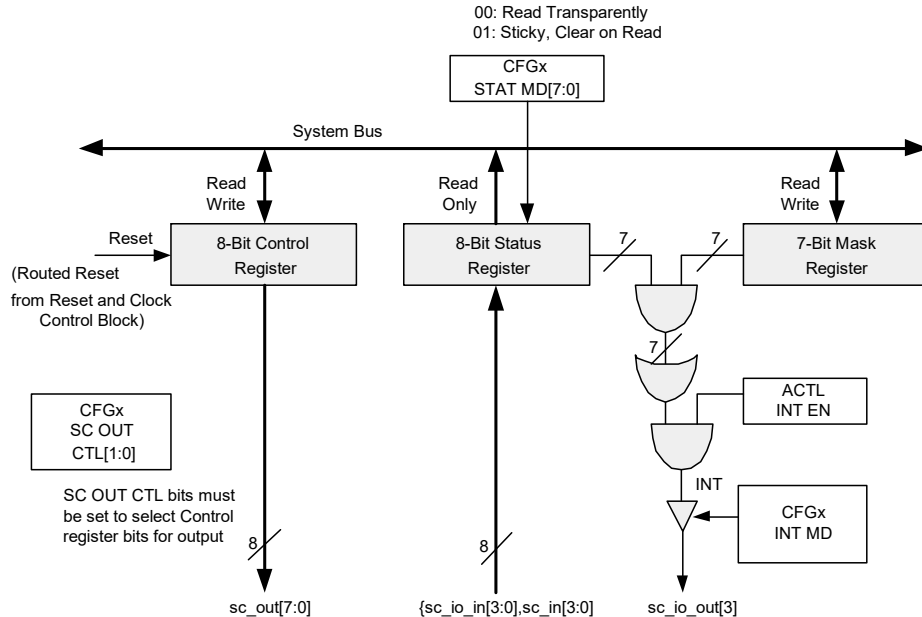 00: Read Transparently
01: Sticky, Clear on Read
CFGx
STAT MD[7:0]
System Bus
Read
Write
Read
Only
Read
Write
Reset
(Routed Reset
from Reset and Clock
Control Block)
8-Bit Control
Register
8-Bit Status
Register
7
7
7-Bit Mask
Register
7
CFGx
SC OUT
CTL[1:0]
ACTL
INT EN
SC OUT CTL bits must
be set to select Control
register bits for output
INT
CFGx
INT MD
8
8
sc_out[7:0]
{sc_io_in[3:0],sc_in[3:0]
sc_io_out[3]